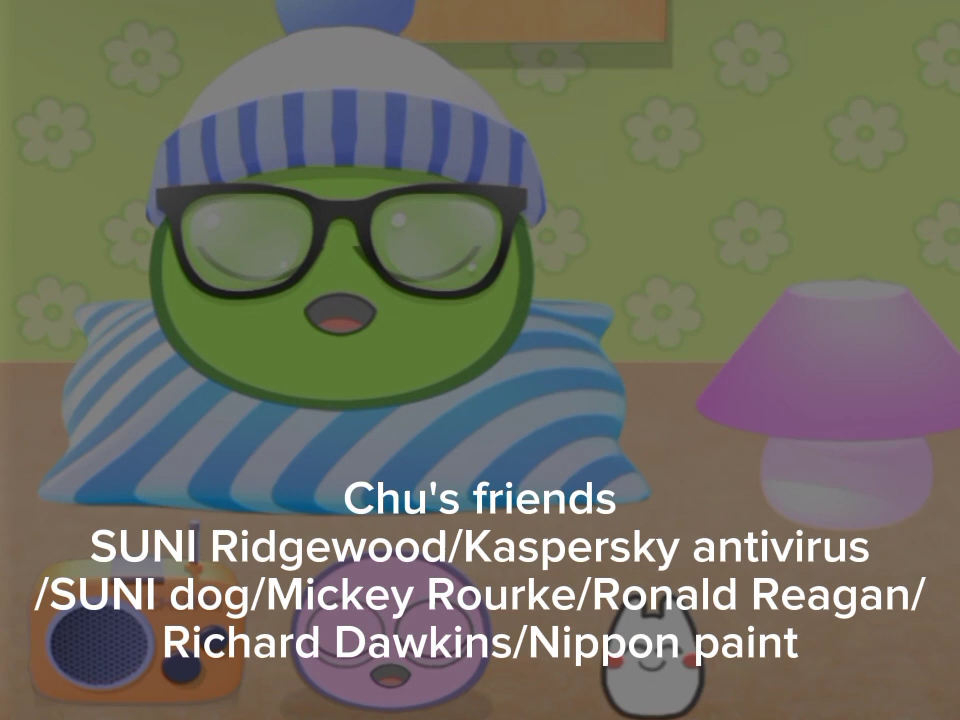 Chu's friends
SUNI Ridgewood/Kaspersky antivirus
/SUNI dog/Mickey Rourke/Ronald Reagan/
Richard Dawkins/Nippon paint